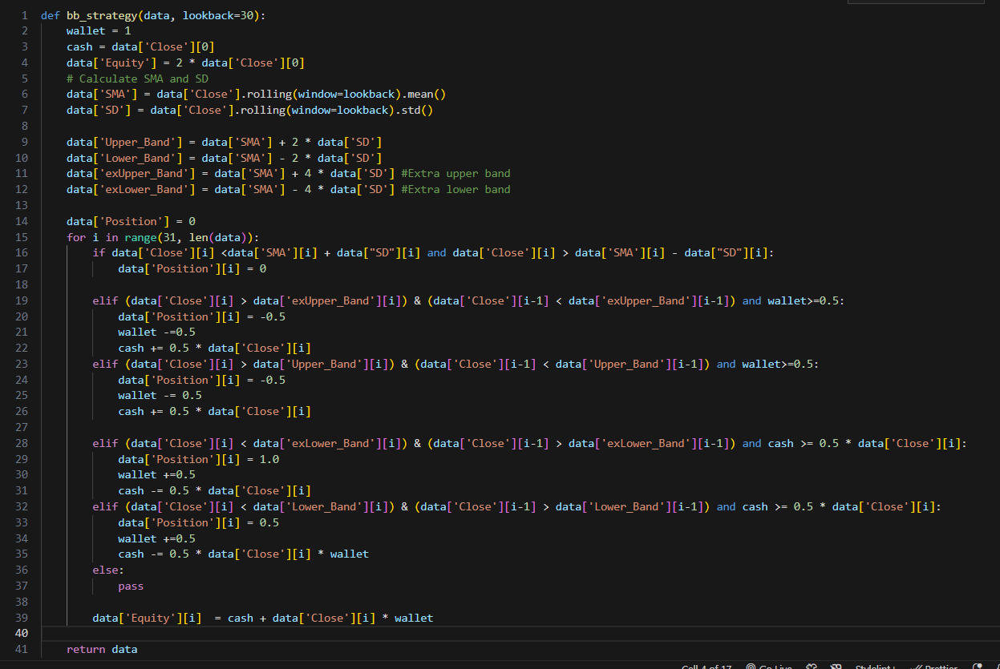 1 def bb_strategy(data, lookback=30):
2     wallet = 1
3     cash = data['Close'][0]
4     data['Equity'] = 2 * data['Close'][0]
5     # Calculate SMA and SD
6     data['SMA'] = data['Close'].rolling(window=lookback).mean()
7     data['SD'] = data['Close'].rolling(window=lookback).std()
8
9     data['Upper_Band'] = data['SMA'] + 2 * data['SD']
10     data['Lower_Band'] = data['SMA'] - 2 * data['SD']
11     data['exUpper_Band'] = data['SMA'] + 4 * data['SD'] #Extra upper band
12     data['exLower_Band'] = data['SMA'] - 4 * data['SD'] #Extra lower band
13
14     data['Position'] = 0
15     for i in range(31, len(data)):
16         if data['Close'][i] <data['SMA'][i] + data["SD"][i] and data['Close'][i] > data['SMA'][i] - data["SD"][i]:
17             data['Position'][i] = 0
18
19         elif (data['Close'][i] > data['exUpper_Band'][i]) & (data['Close'][i-1] < data['exUpper_Band'][i-1]) and wallet>=0.5:
20             data['Position'][i] = -0.5
21             wallet -=0.5
22             cash += 0.5 * data['Close'][i]
23         elif (data['Close'][i] > data['Upper_Band'][i]) & (data['Close'][i-1] < data['Upper_Band'][i-1]) and wallet>=0.5:
24             data['Position'][i] = -0.5
25             wallet -= 0.5
26             cash += 0.5 * data['Close'][i]
27
28         elif (data['Close'][i] < data['exLower_Band'][i]) & (data['Close'][i-1] > data['exLower_Band'][i-1]) and cash >= 0.5 * data['Close'][i]:
29             data['Position'][i] = 1.0
30             wallet +=0.5
31             cash -= 0.5 * data['Close'][i]
32         elif (data['Close'][i] < data['Lower_Band'][i]) & (data['Close'][i-1] > data['Lower_Band'][i-1]) and cash >= 0.5 * data['Close'][i]:
33             data['Position'][i] = 0.5
34             wallet +=0.5
35             cash -= 0.5 * data['Close'][i] * wallet
36         else:
37             pass
38
39         data['Equity'][i]  = cash + data['Close'][i] * wallet
40
41     return data
Cell 4 of 17 Go Live Stylelint+ Prettier